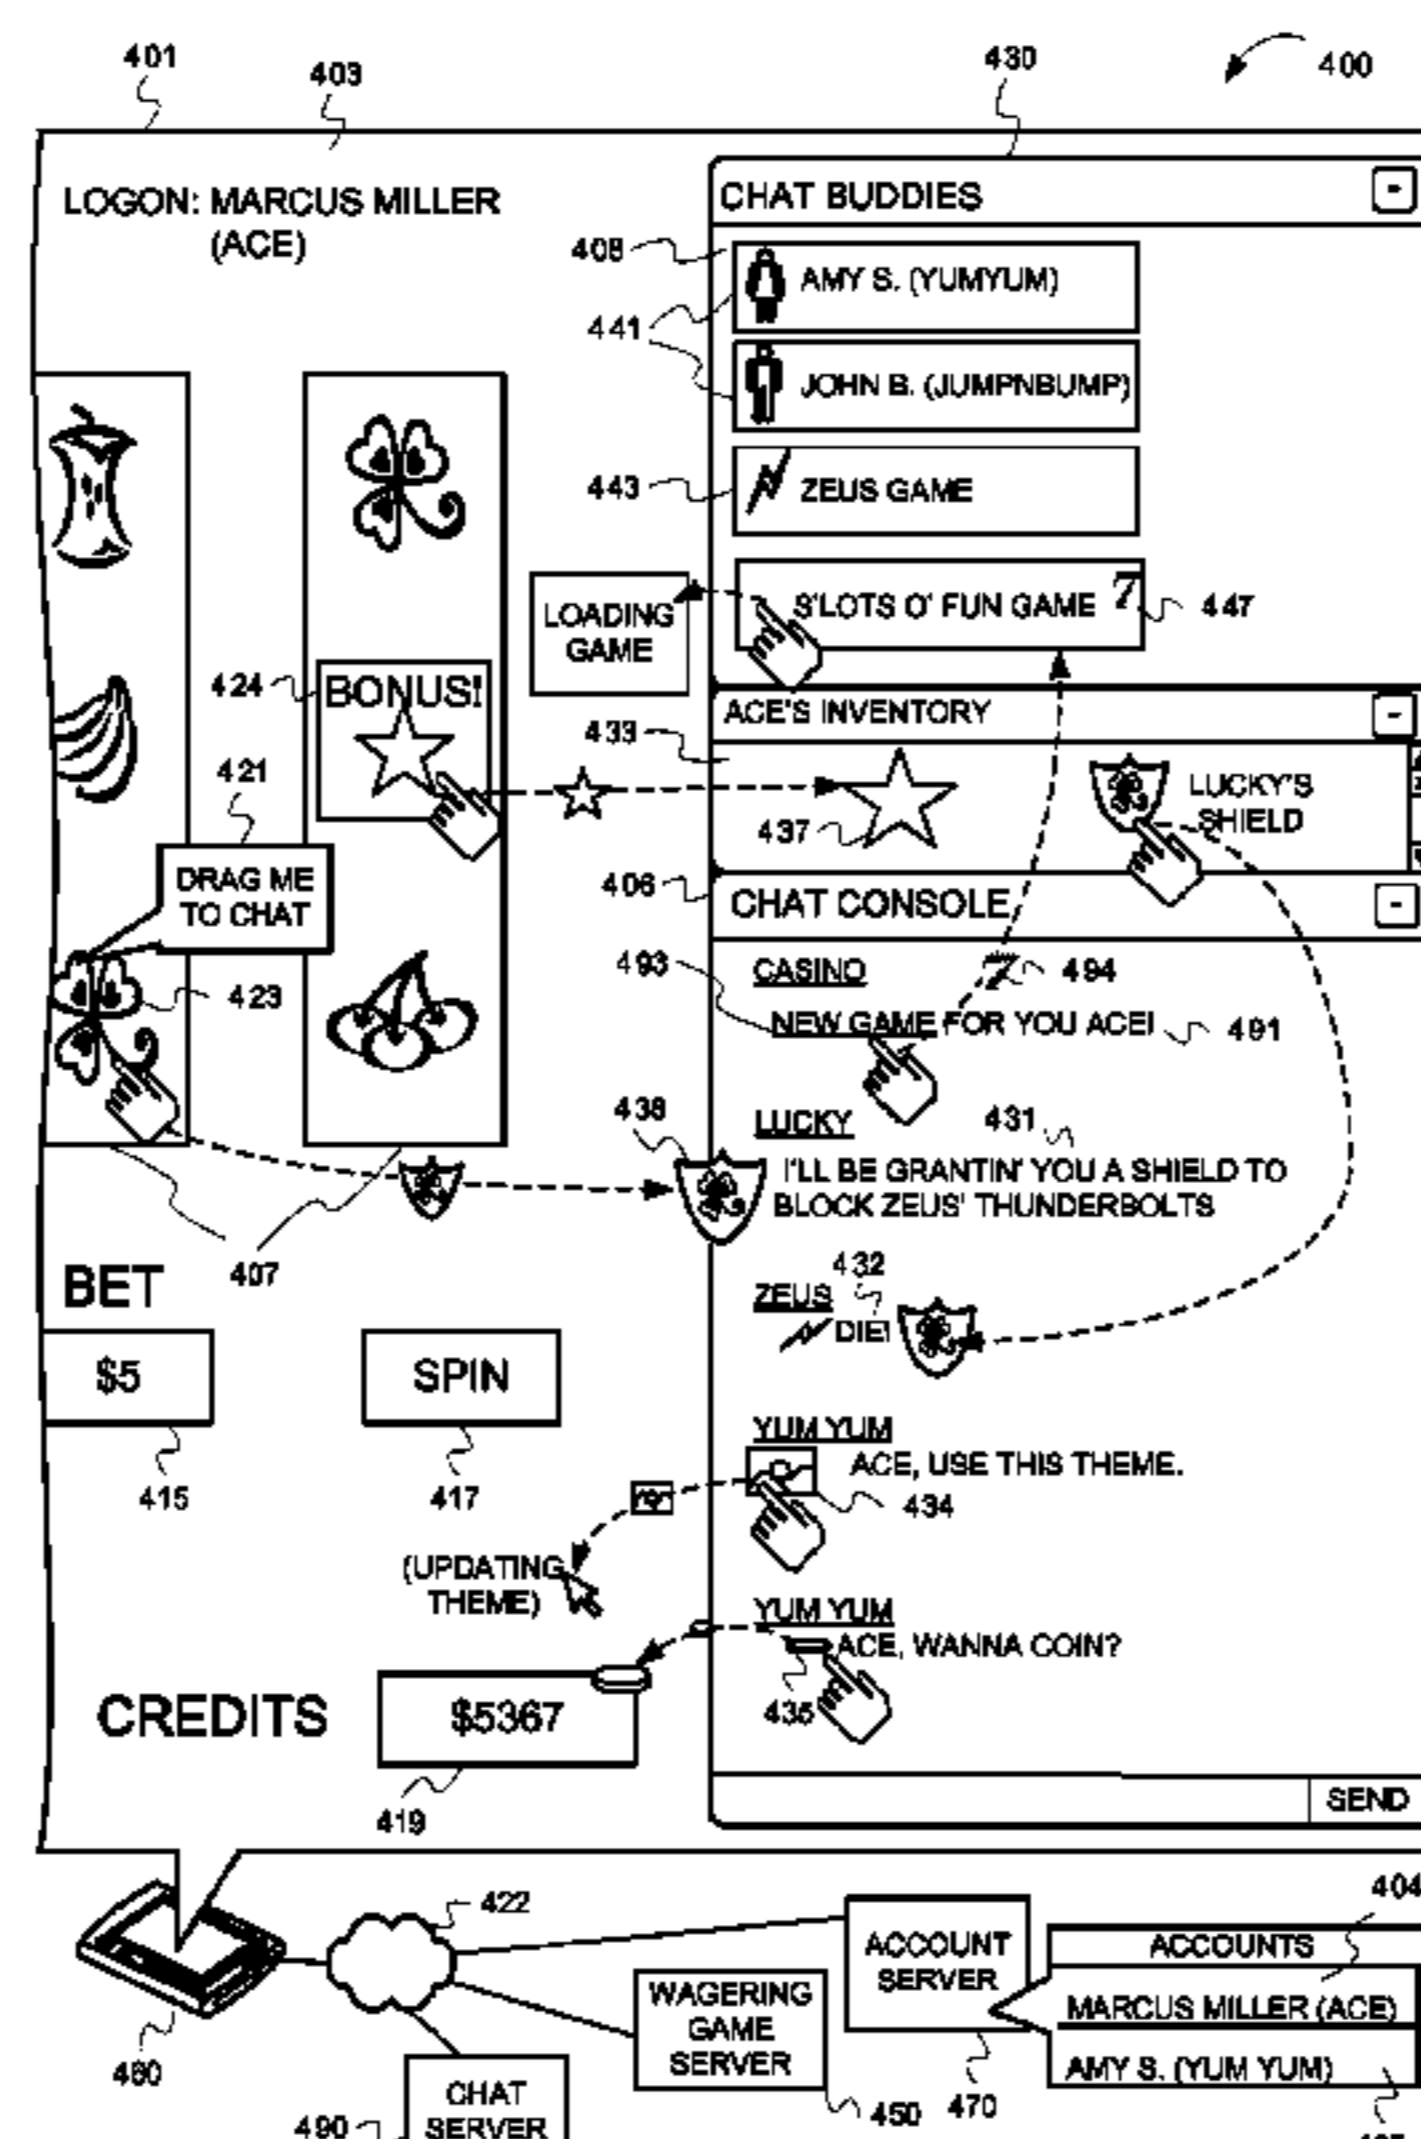 401
403
430
400
LOGON: MARCUS MILLER
(ACE)
CHAT BUDDIES
-
408
AMY S. (YUMYUM)
441
JOHN B. (JUMPNBUMP)
443
ZEUS GAME
LOADING
GAME
S'LOTS O' FUN GAME 7
447
424
BONUS!
ACE'S INVENTORY
-
433
421
437
LUCKY'S
SHIELD
DRAG ME
TO CHAT
406
CHAT CONSOLE
-
493
CASINO
7
494
423
NEW GAME FOR YOU ACE!
491
438
LUCKY
431
I'LL BE GRANTIN' YOU A SHIELD TO
BLOCK ZEUS' THUNDERBOLTS
407
BET
432
ZEUS
DIE!
$5
SPIN
YUM YUM
ACE, USE THIS THEME.
415
417
434
(UPDATING
THEME)
YUM YUM
ACE, WANNA COIN?
435
CREDITS
$5367
419
SEND
404
422
ACCOUNT
SERVER
ACCOUNTS
MARCUS MILLER (ACE)
AMY S. (YUM YUM)
WAGERING
GAME
SERVER
460
450
470
CHAT
SERVER
490